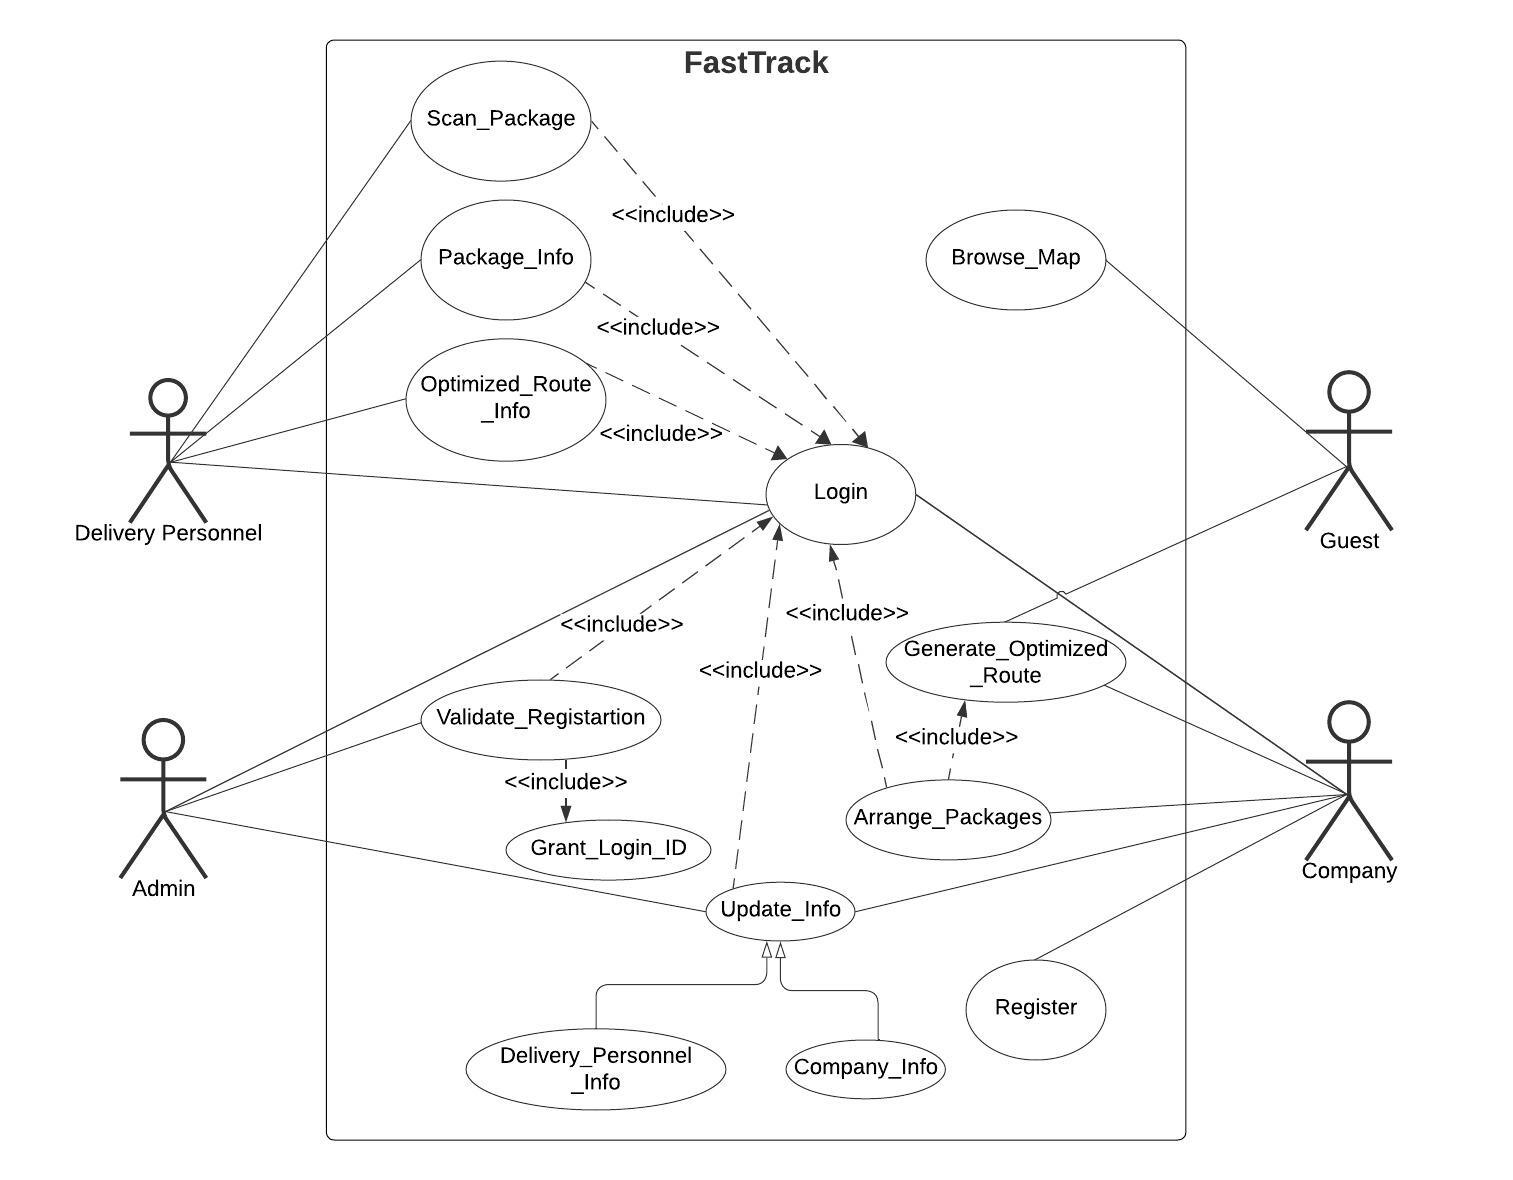 FastTrack
Scan_Package
<<include>>
Package_Info
Browse_Map
<<include>>
Optimized_Route
_Info
<<include>>
Login
Delivery Personnel
Guest
<<include>>
<<include>>
Generate_Optimized
_Route
<<include>>
Validate_Registartion
<<include>>
<<include>>
Arrange_Packages
Grant_Login_ID
Company
Admin
Update_Info
Register
Delivery_Personnel
_Info
Company_Info